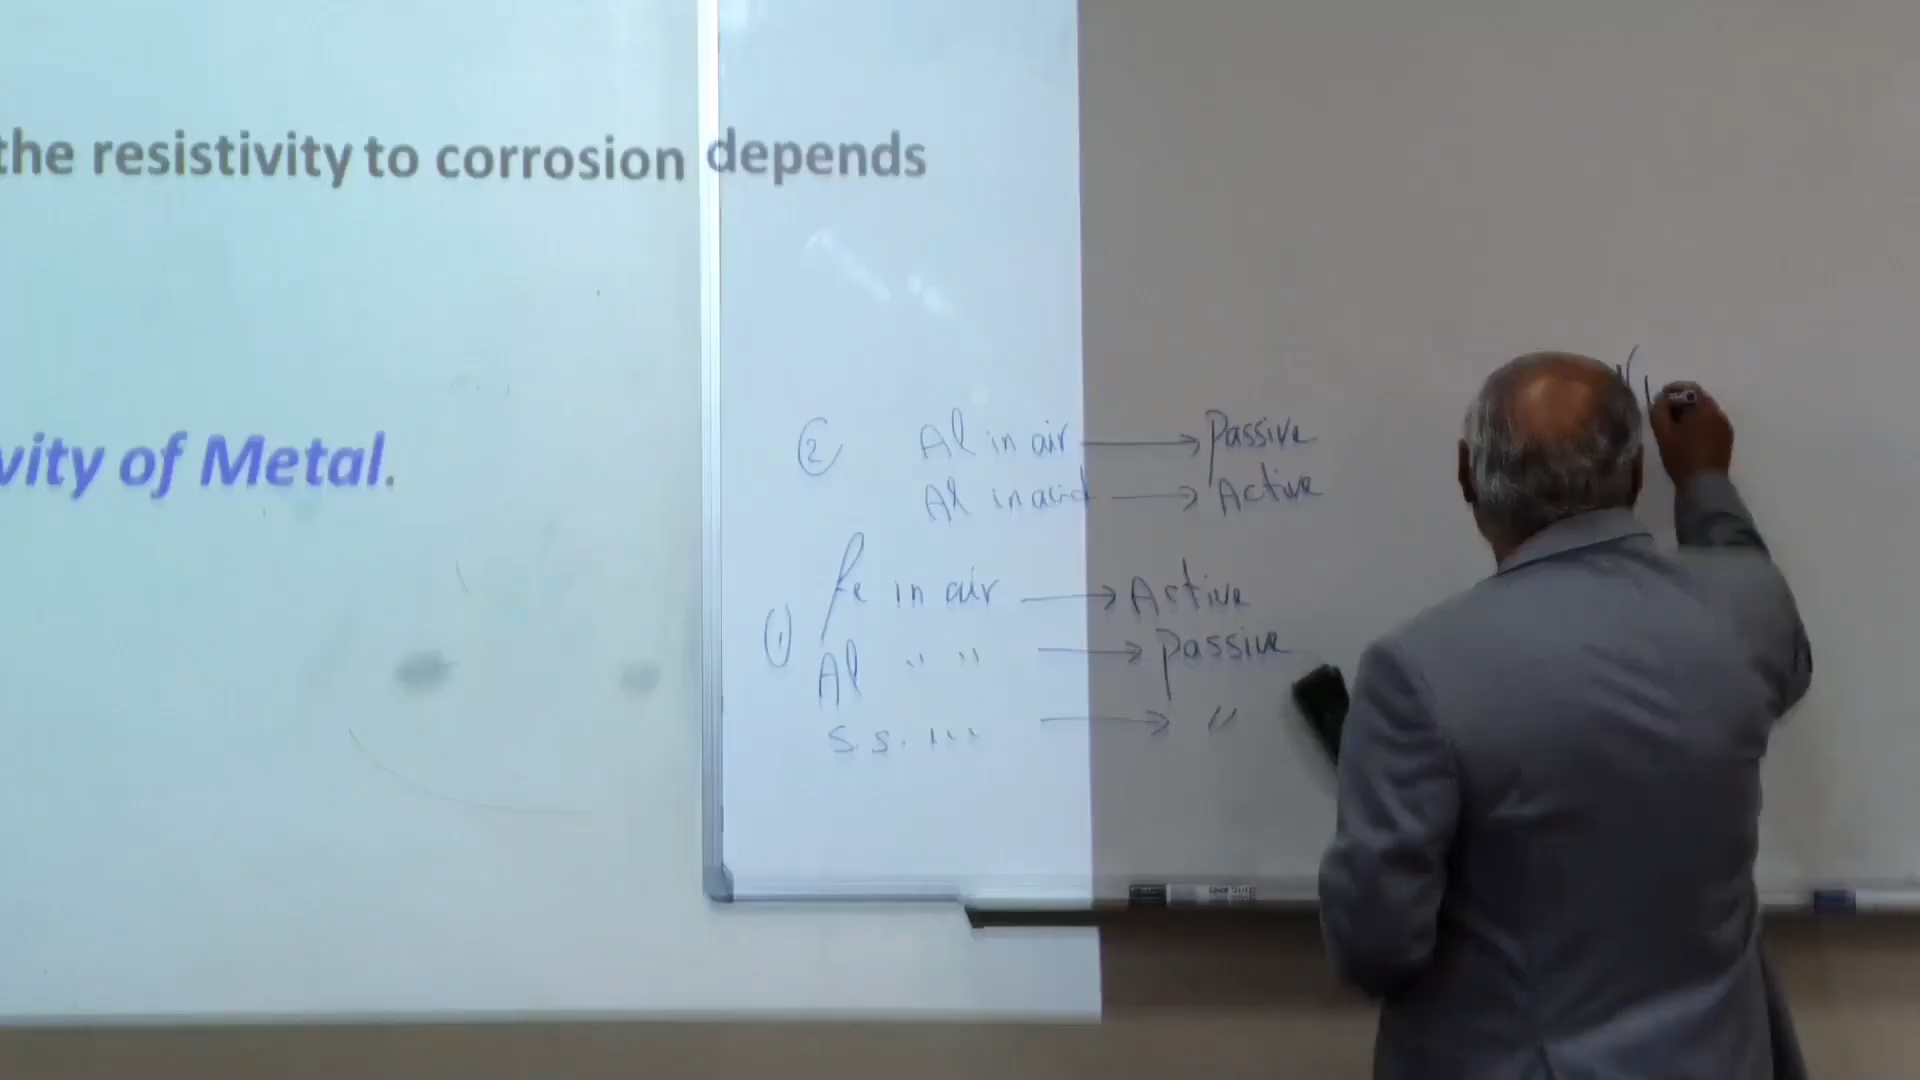 the resistivity to corrosion depends
vity of Metal.
② Al in air → Passive
Al in acid → Active
① Fe in air → Active
Al " " → Passive
S.S. ''' → "